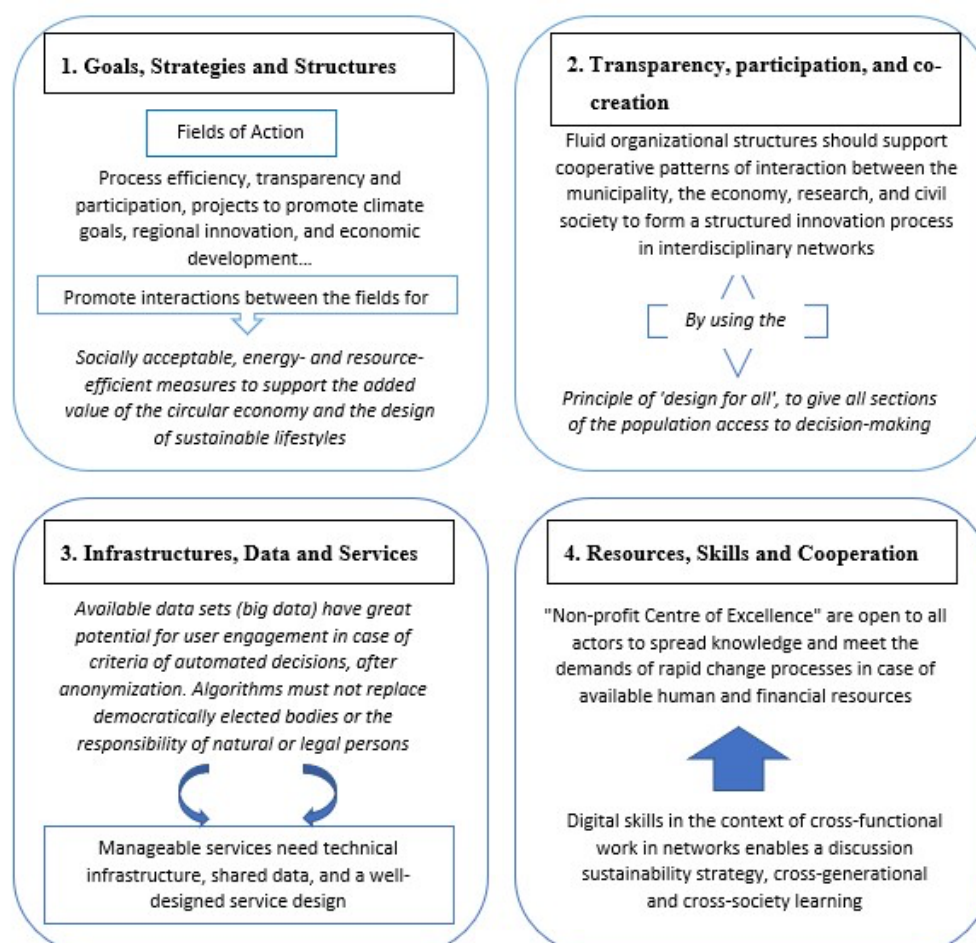 1. Goals, Strategies and Structures
Fields of Action
Process efficiency, transparency and
participation, projects to promote climate
goals, regional innovation, and economic
development...
Promote interactions between the fields for
Socially acceptable, energy- and resource-
efficient measures to support the added
value of the circular economy and the design
of sustainable lifestyles
2. Transparency, participation, and co-
creation
Fluid organizational structures should support
cooperative patterns of interaction between the
municipality, the economy, research, and civil
society to form a structured innovation process
in interdisciplinary networks
By using the
Principle of 'design for all', to give all sections
of the population access to decision-making
3. Infrastructures, Data and Services
Available data sets (big data) have great
potential for user engagement in case of
criteria of automated decisions, after
anonymization. Algorithms must not replace
democratically elected bodies or the
responsibility of natural or legal persons
Manageable services need technical
infrastructure, shared data, and a well-
designed service design
4. Resources, Skills and Cooperation
"Non-profit Centre of Excellence" are open to all
actors to spread knowledge and meet the
demands of rapid change processes in case of
available human and financial resources
Digital skills in the context of cross-functional
work in networks enables a discussion
sustainability strategy, cross-generational
and cross-society learning